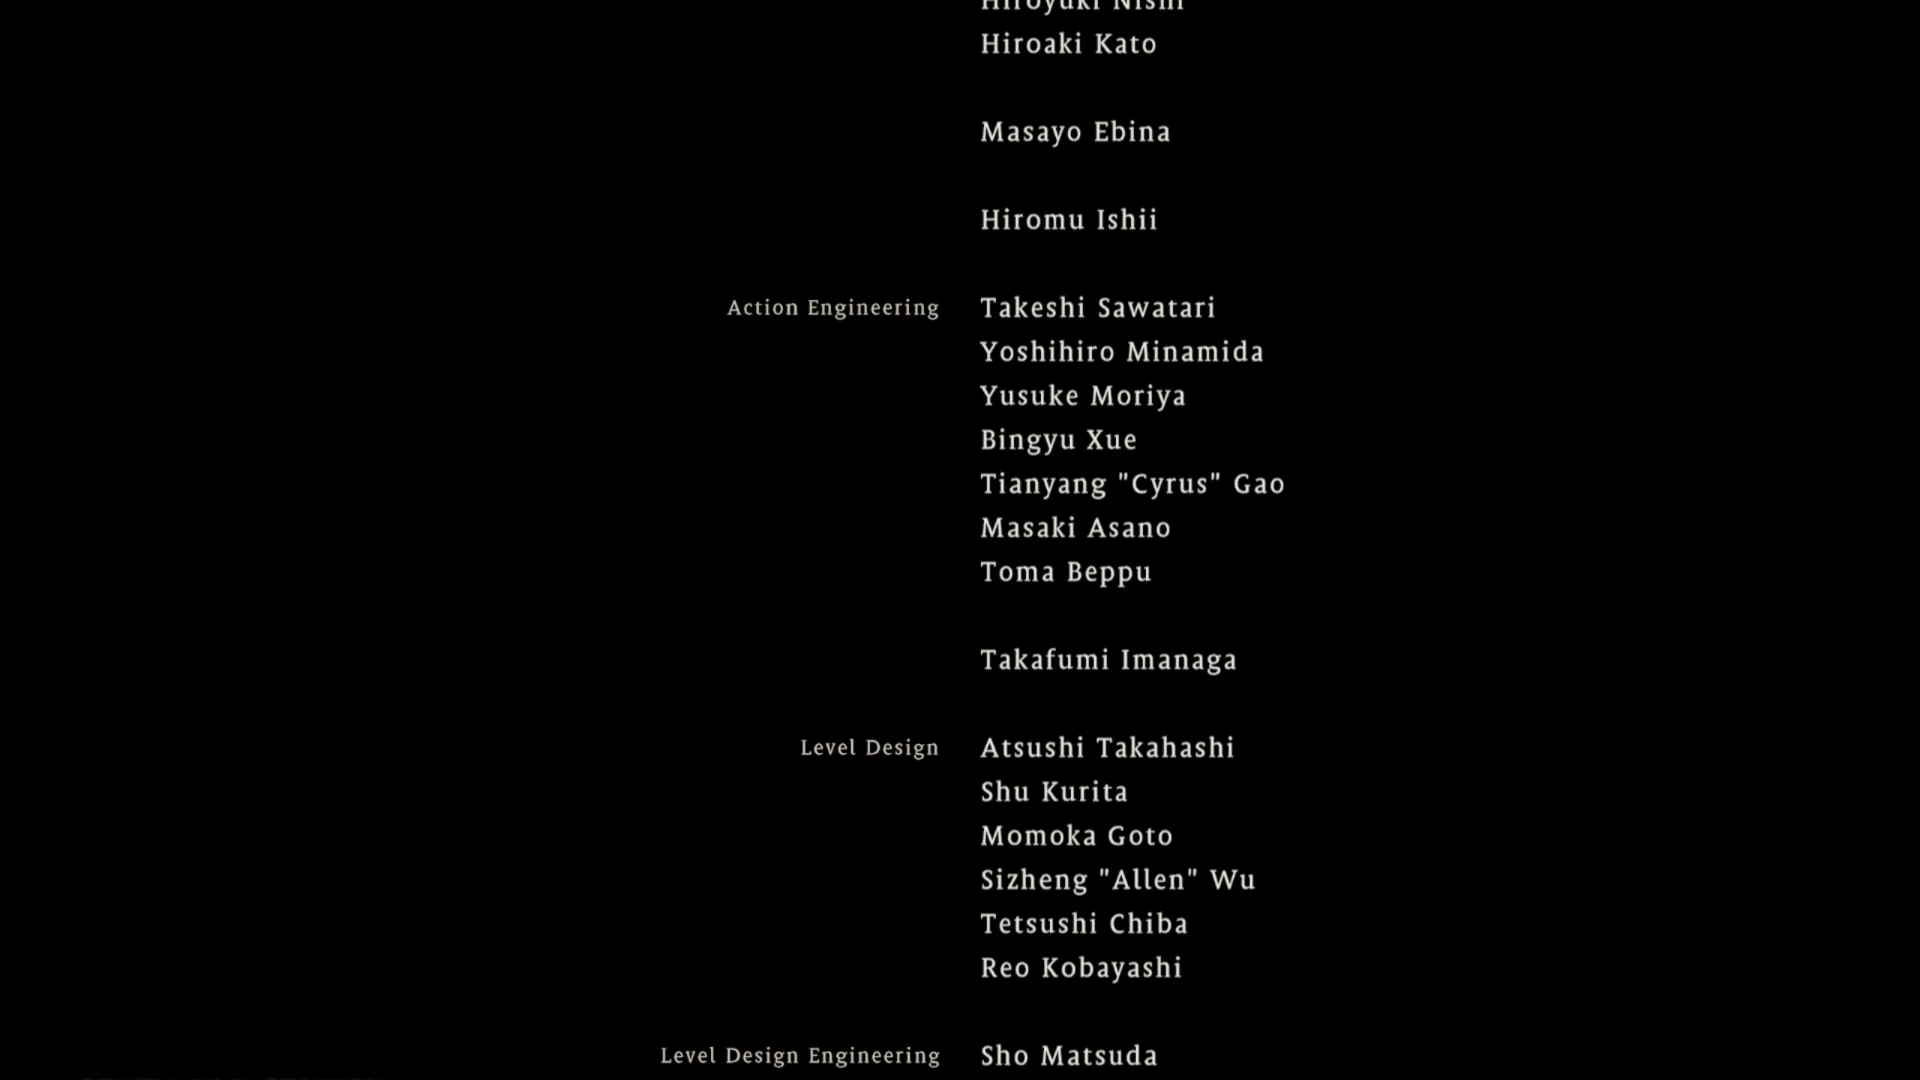 Hiroyuki Nishi
Hiroaki Kato
Masayo Ebina
Hiromu Ishii
Action Engineering Takeshi Sawatari
Yoshihiro Minamida
Yusuke Moriya
Bingyu Xue
Tianyang "Cyrus" Gao
Masaki Asano
Toma Beppu
Takafumi Imanaga
Level Design Atsushi Takahashi
Shu Kurita
Momoka Goto
Sizheng "Allen" Wu
Tetsushi Chiba
Reo Kobayashi
Level Design Engineering Sho Matsuda